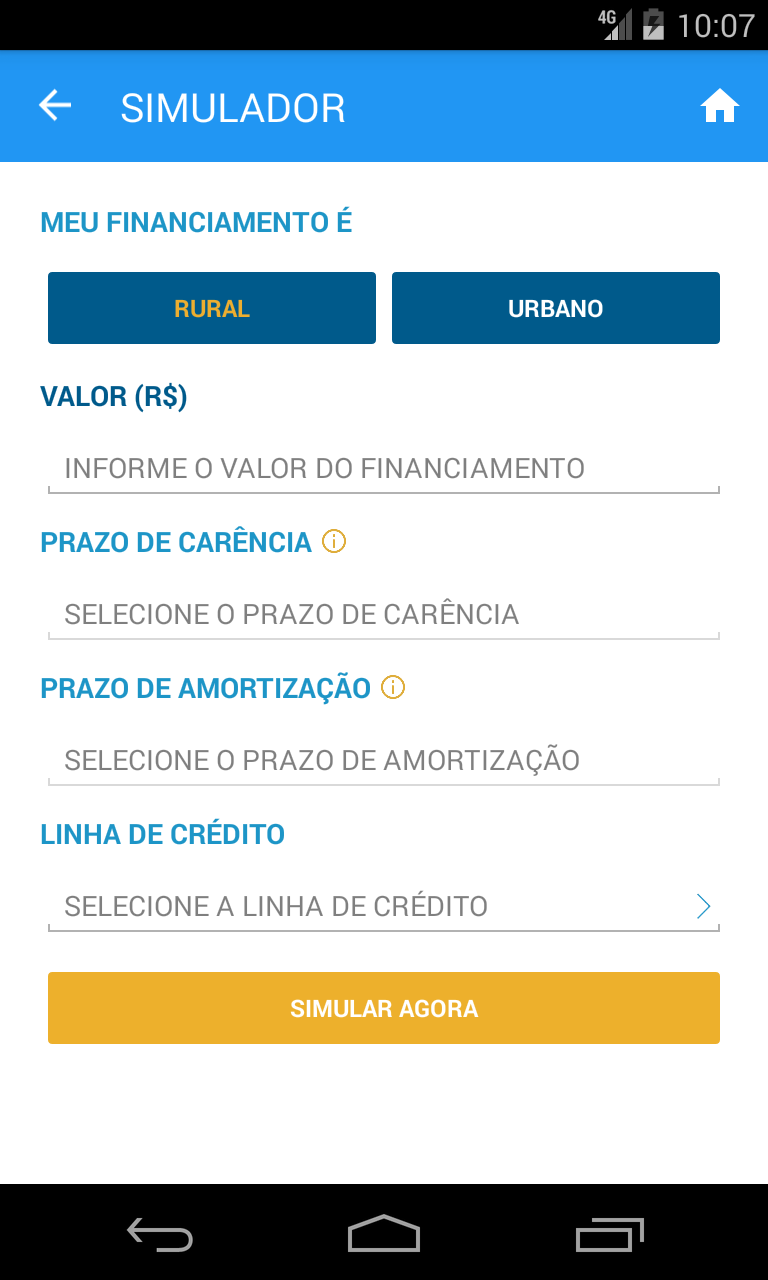 4G 10:07
SIMULADOR
MEU FINANCIAMENTO É
RURAL URBANO
VALOR (R$)
INFORME O VALOR DO FINANCIAMENTO
PRAZO DE CARÊNCIA
SELECIONE O PRAZO DE CARÊNCIA
PRAZO DE AMORTIZAÇÃO
SELECIONE O PRAZO DE AMORTIZAÇÃO
LINHA DE CRÉDITO
SELECIONE A LINHA DE CRÉDITO
SIMULAR AGORA